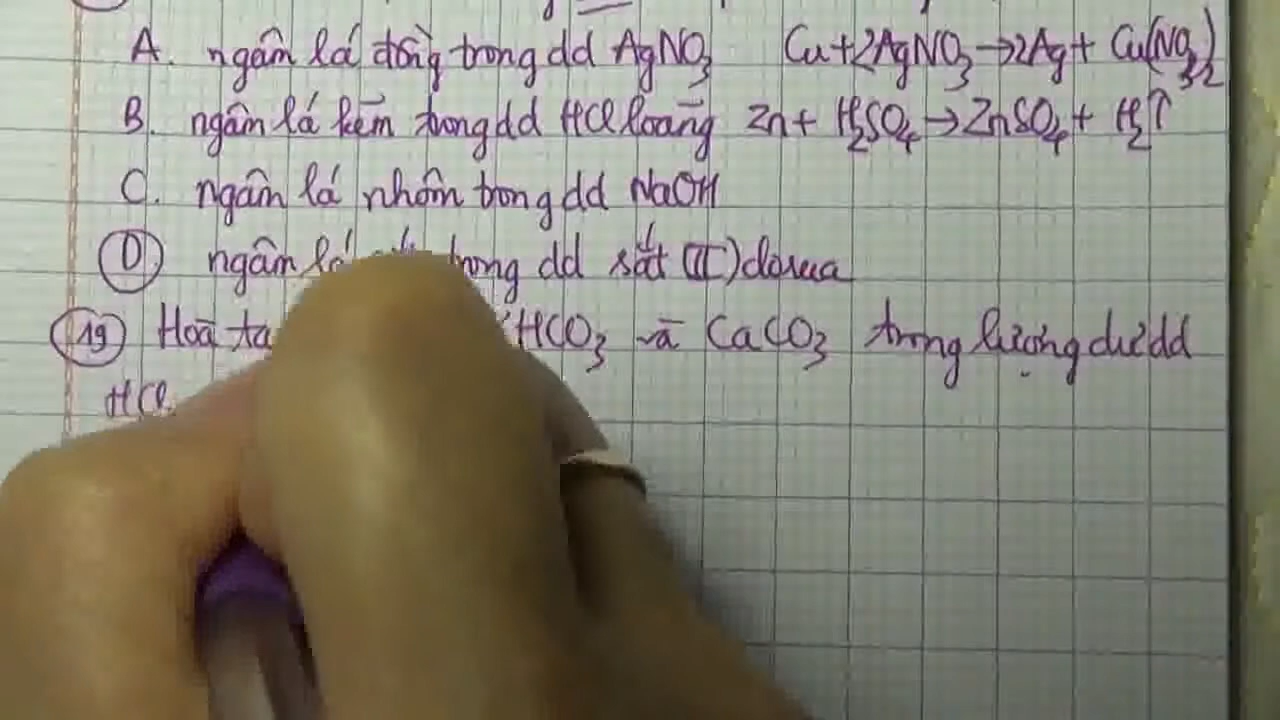 A. ngâm lá đồng trong dd AgNO3 Cu+2AgNO3→2Ag+ Cu(NO3)2
B. ngâm lá kẽm trong dd HCl loãng Zn+ H2SO4→ZnSO4+ H2↑
C. ngâm lá nhôm trong dd NaOH
D ngâm lá trong dd sắt (II) clorua
19 Hoà ta HCO3 và CaCO3 trong lượng dư dd
HCl